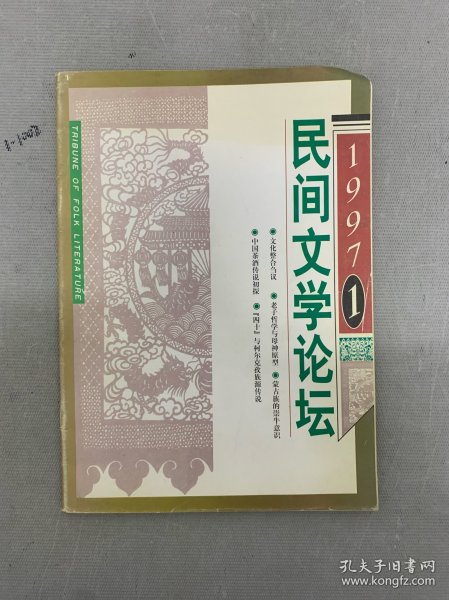 民间文学论坛
1997
1
TRIBUNE OF FOLK LITERATURE
◉文化整合刍议 ◉老子哲学与母神原型 ◉蒙古族的崇牛意识
◉中国茶酒传说初探 ◉『四十』与柯尔克孜族源传说
孔夫子旧书网
www.kongfz.com